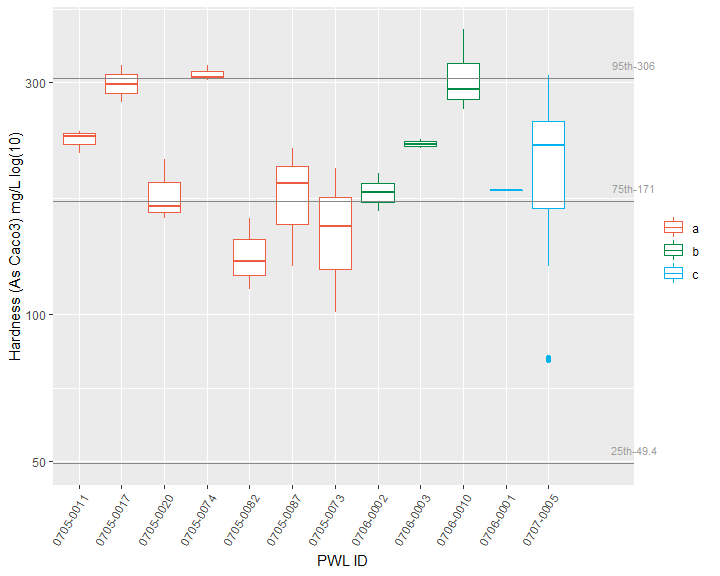 95th-306
300
75th-171
a
b
c
100
25th-49.4
50
Hardness (As Caco3) mg/L log(10)
0705-0011
0705-0017
0705-0020
0705-0074
0705-0082
0705-0087
0705-0073
0706-0002
0706-0003
0706-0010
0706-0001
0707-0005
PWL ID